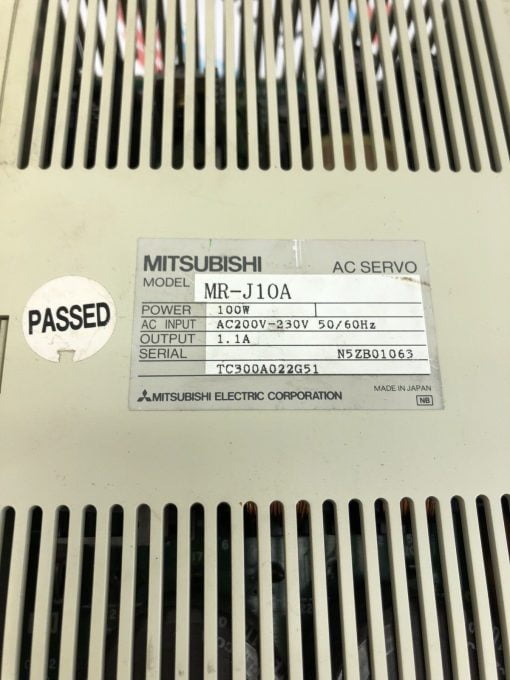 MITSUBISHI AC SERVO
MODEL MR-J10A
POWER 100W
AC INPUT AC200V-230V 50/60Hz
OUTPUT 1.1A
SERIAL N5ZB01063
TC300A022G51
MADE IN JAPAN
MITSUBISHI ELECTRIC CORPORATION NB
PASSED